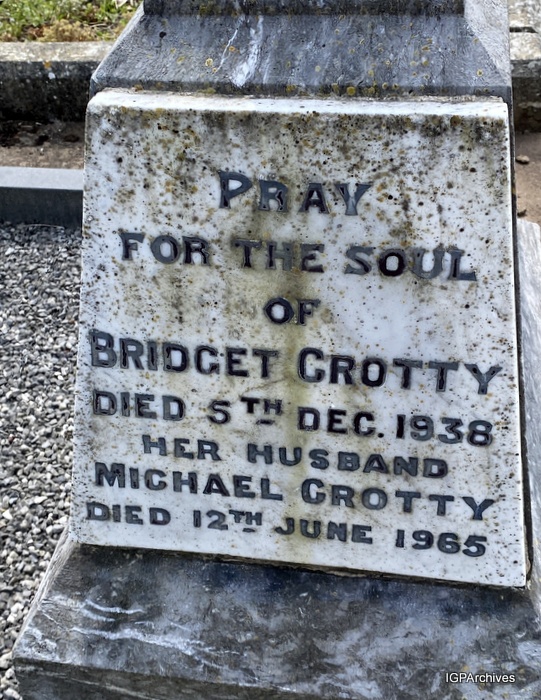 PRAY
FOR THE SOUL
OF
BRIDGET CROTTY
DIED 5TH DEC. 1938
HER HUSBAND
MICHAEL CROTTY
DIED 12TH JUNE 1965
IGPArchives